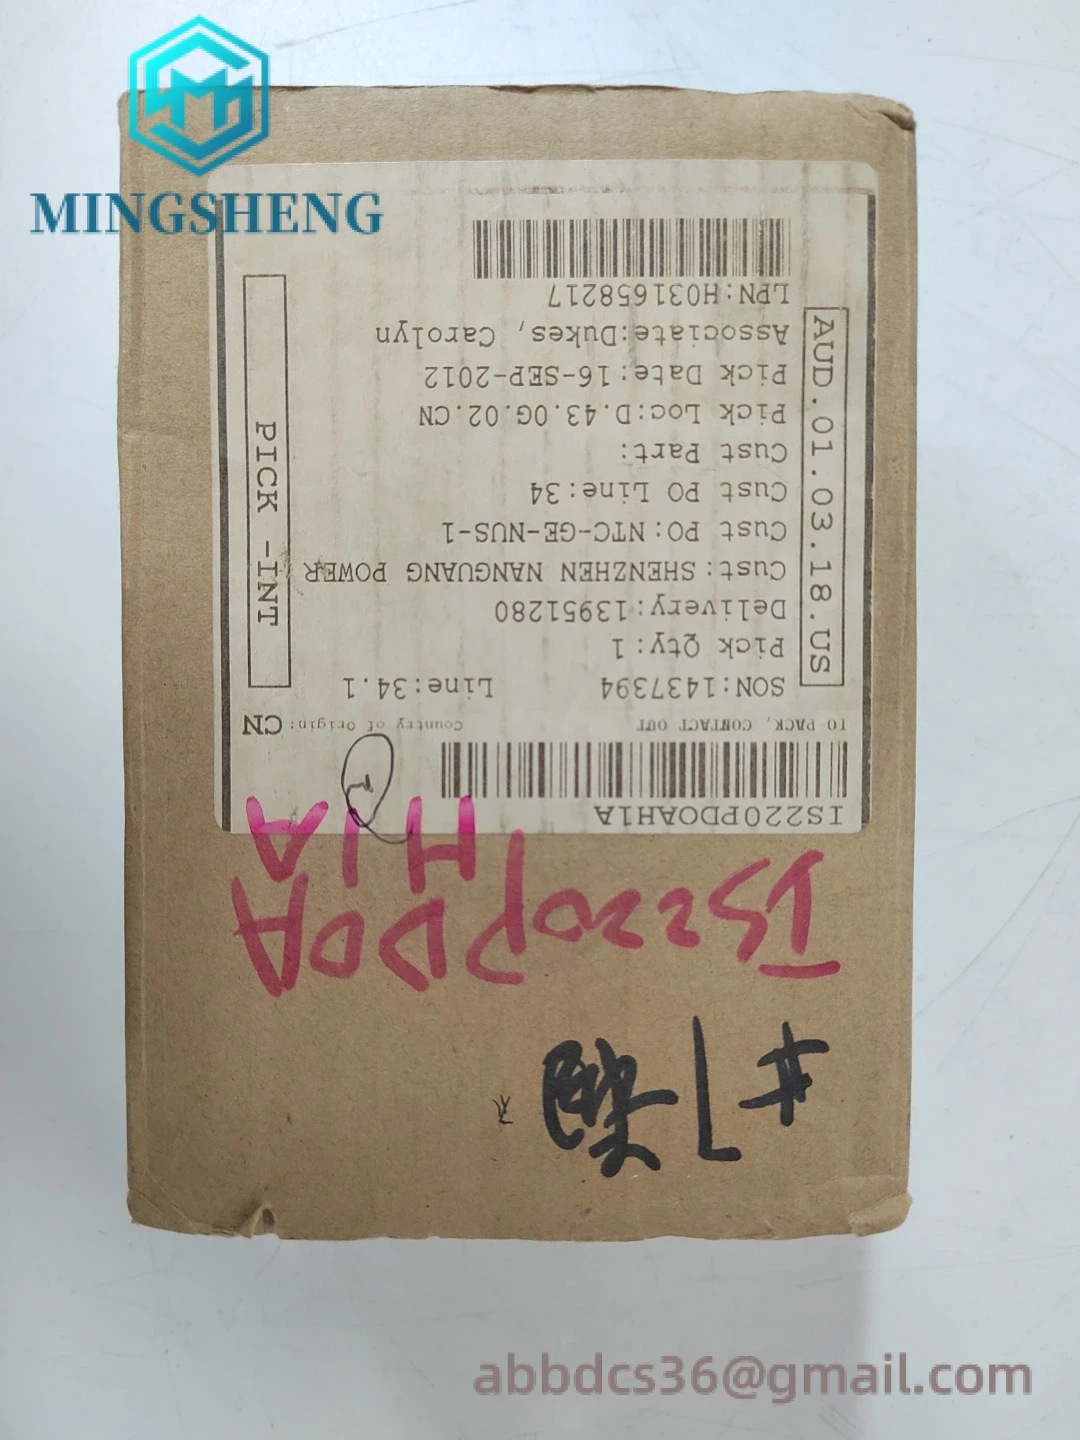 MINGSHENG
IS220PDOAH1A
TO PACK, CONTACT OUT
Country of Origin: CN
SON:1437394 Line:34.1
Pick Qty:1
Delivery:13951280
Cust:SHENZHEN NANGUANG POWER
Cust PO:NTC-GE-NUS-1
Cust PO Line:34
Cust Part:
Pick Loc:D.43.0G.02.CN
Pick Date:16-SEP-2012
Associate:Dukes, Carolyn
LPN:H031658217
AUD.01.03.18.US
PICK -INT
#1
IS220PDOA
H1A
abbdcs36@gmail.com